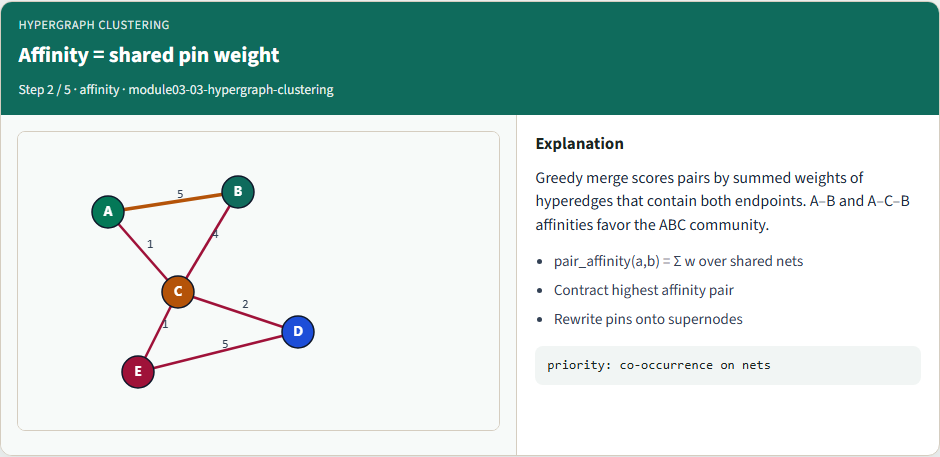 HYPERGRAPH CLUSTERING
Affinity = shared pin weight
Step 2 / 5 · affinity · module03-03-hypergraph-clustering
5
B
A
4
1
C
2
1
D
5
E
Explanation
Greedy merge scores pairs by summed weights of
hyperedges that contain both endpoints. A–B and A–C–B
affinities favor the ABC community.
• pair_affinity(a,b) = Σ w over shared nets
• Contract highest affinity pair
• Rewrite pins onto supernodes
priority: co-occurrence on nets